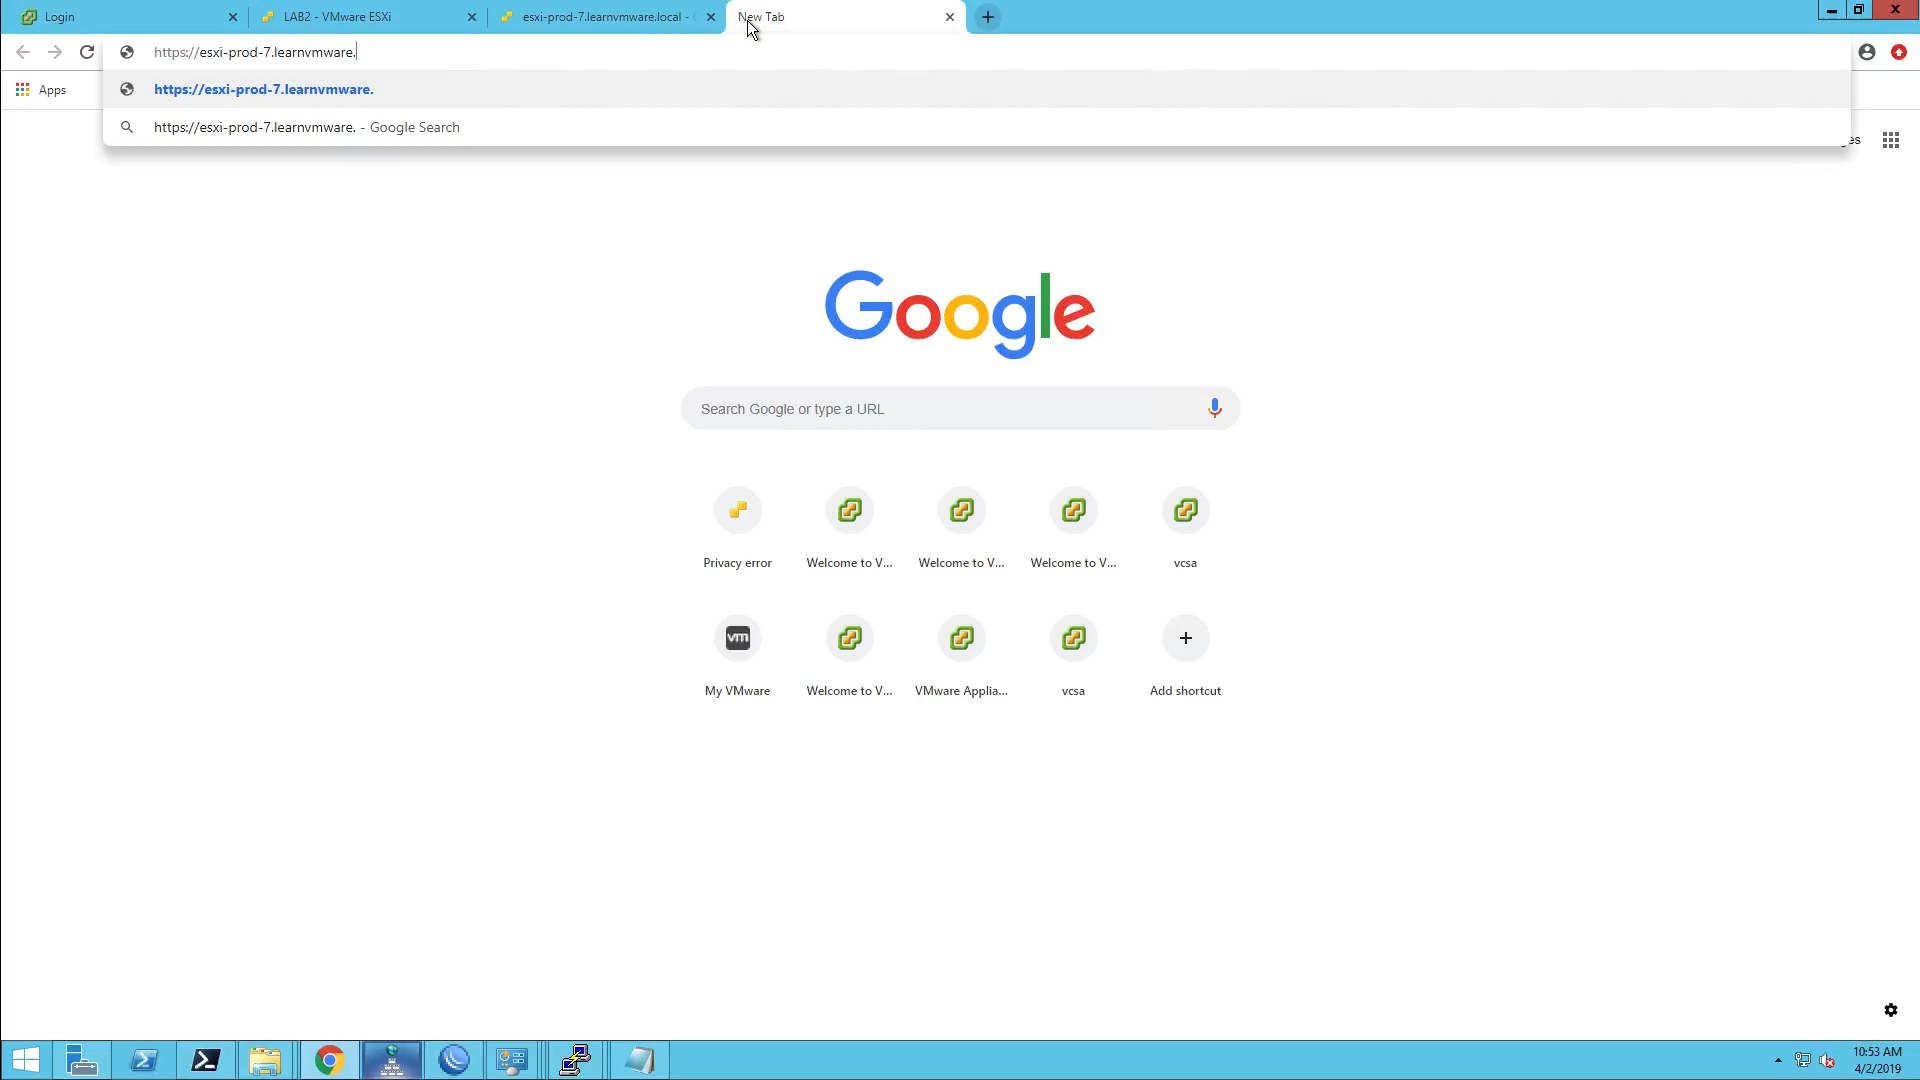 Login
LAB2 - VMware ESXi
esxi-prod-7.learnvmware.local -
New Tab
https://esxi-prod-7.learnvmware.
Apps
https://esxi-prod-7.learnvmware.
https://esxi-prod-7.learnvmware. - Google Search
es
Google
Search Google or type a URL
Privacy error
Welcome to V...
Welcome to V...
Welcome to V...
vcsa
vm
My VMware
Welcome to V...
VMware Applia...
vcsa
Add shortcut
10:53 AM
4/2/2019